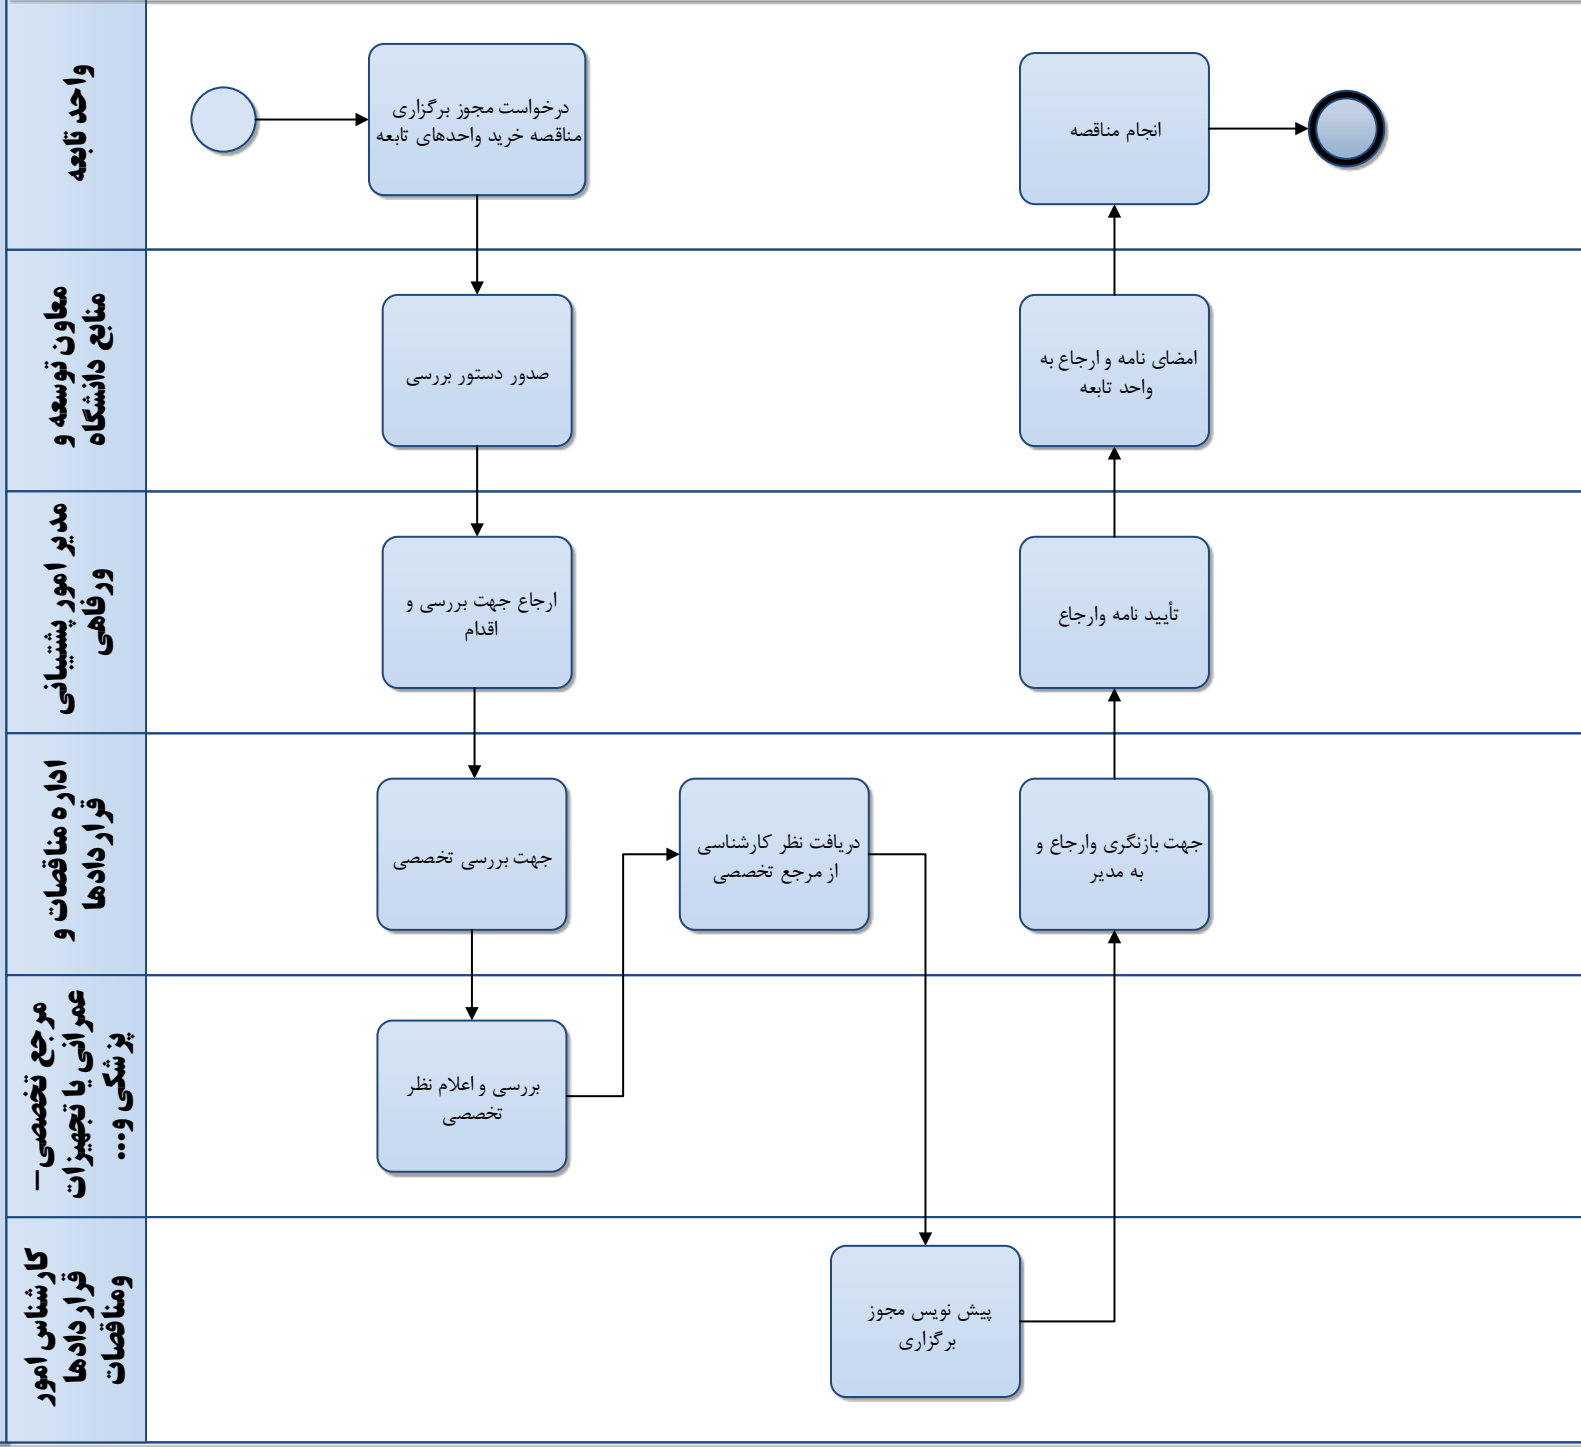 واحد تابعه
درخواست مجوز برگزاری
مناقصه خرید واحدهای تابعه
انجام مناقصه
معاون توسعه و
منابع دانشگاه
صدور دستور بررسی
امضای نامه و ارجاع به
واحد تابعه
مدیر امور پشتیبانی
ورفاهی
ارجاع جهت بررسی و
اقدام
تأیید نامه وارجاع
اداره مناقصات و
قراردادها
جهت بررسی تخصصی
دریافت نظر کارشناسی
از مرجع تخصصی
جهت بازنگری وارجاع و
به مدیر
مرجع تخصصی–
عمرانی یا تجهیزات
پزشکی و...
بررسی و اعلام نظر
تخصصی
کارشناس امور
قراردادها
ومناقصات
پیش نویس مجوز
برگزاری